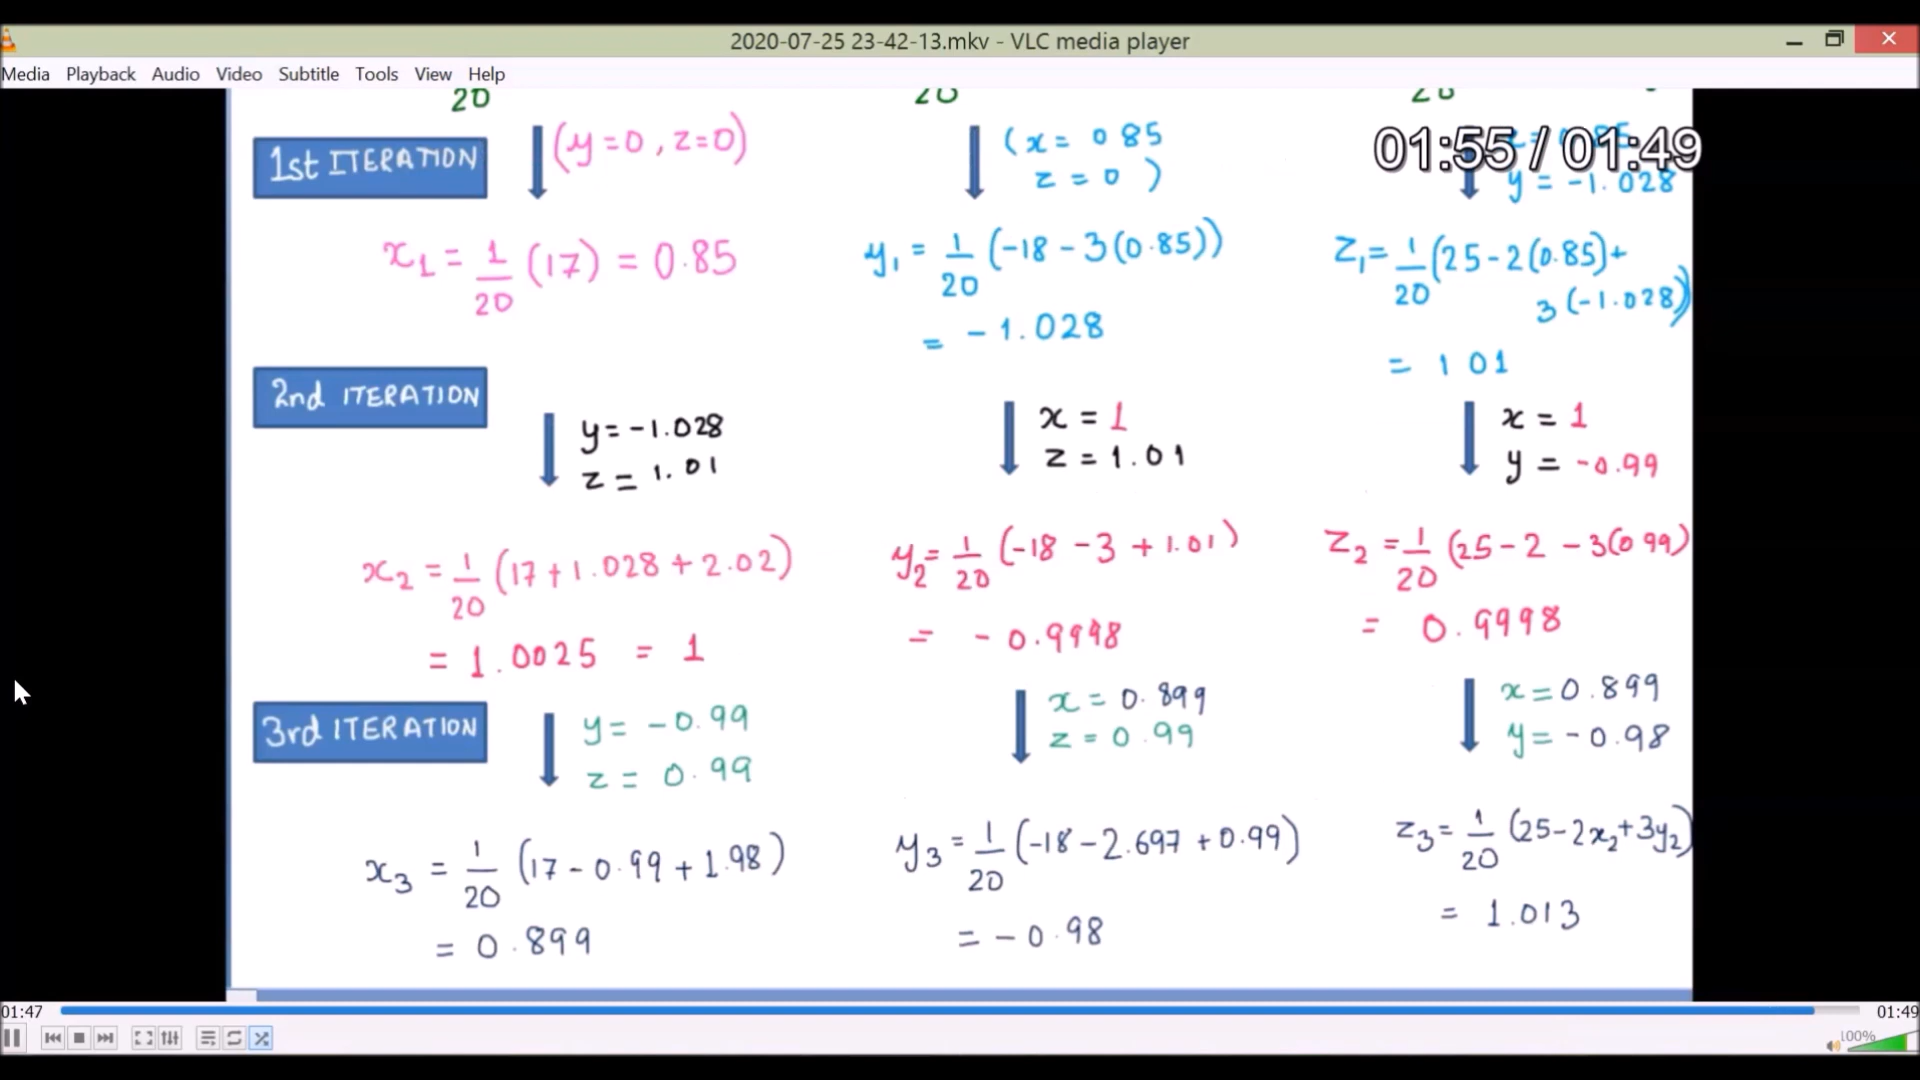 2020-07-25 23-42-13.mkv - VLC media player
Media Playback Audio Video Subtitle Tools View Help
20
20
20
1st ITERATION
(y=0, z=0)
(x = 0 85
z = 0 )
01:55 / 01:49
y = -1.028
x₁ = 1/20 (17) = 0.85
y₁ = 1/20 (-18 - 3(0.85))
= -1.028
z₁ = 1/20 (25-2(0.85)+
3(-1.028))
= 1 01
2nd ITERATION
y = -1.028
z = 1.01
x = 1
z = 1.01
x = 1
y = -0.99
x₂ = 1/20 (17+1.028+2.02)
= 1.0025 = 1
y₂ = 1/20 (-18 -3 + 1.01)
= -0.9998
z₂ = 1/20 (25-2 -3(0 99)
= 0.9998
3rd ITERATION
y = -0.99
z = 0.99
x = 0.899
z = 0.99
x = 0.899
y = -0.98
x₃ = 1/20 (17 - 0.99 + 1.98)
= 0.899
y₃ = 1/20 (-18 - 2.697 + 0.99)
= -0.98
z₃ = 1/20 (25-2x₂+3y₂)
= 1.013
01:47
01:49
100%